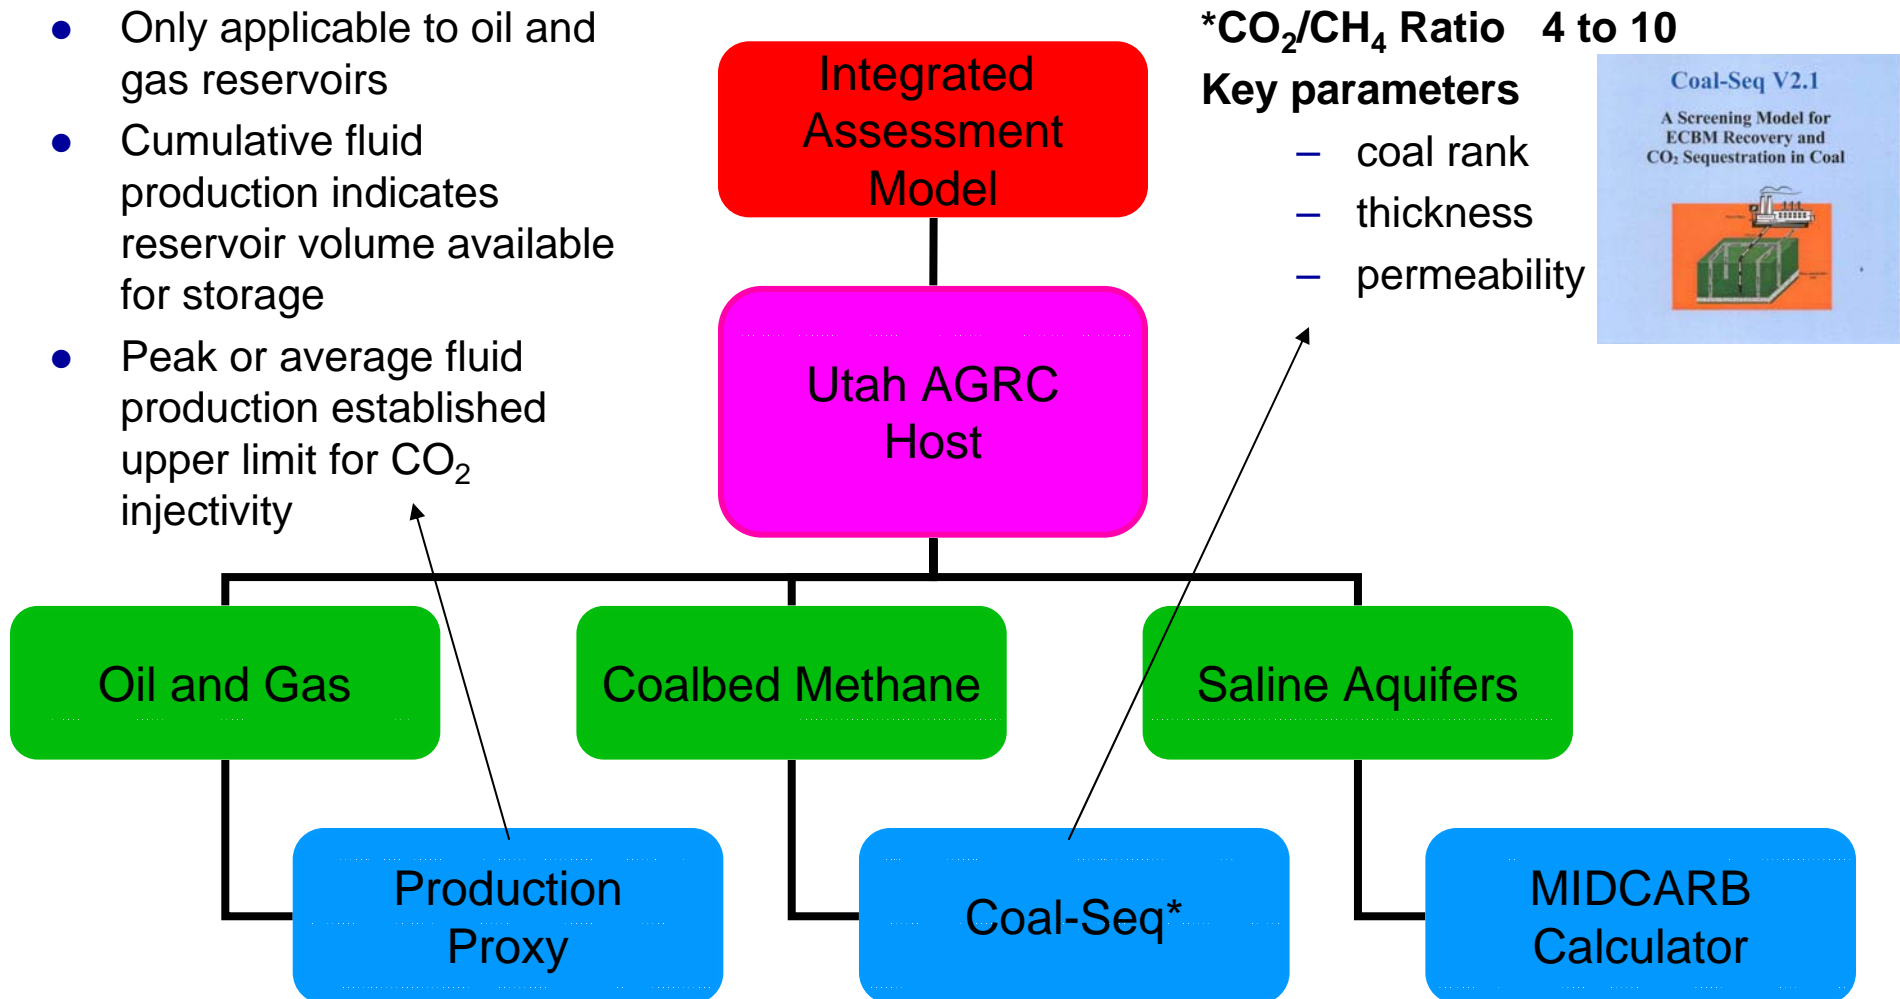 ● Only applicable to oil and
gas reservoirs
● Cumulative fluid
production indicates
reservoir volume available
for storage
● Peak or average fluid
production established
upper limit for CO₂
injectivity
Integrated
Assessment
Model
*CO₂/CH₄ Ratio 4 to 10
Key parameters
– coal rank
– thickness
– permeability
Coal-Seq V2.1
A Screening Model for
ECBM Recovery and
CO₂ Sequestration in Coal
Utah AGRC
Host
Oil and Gas
Coalbed Methane
Saline Aquifers
Production
Proxy
Coal-Seq*
MIDCARB
Calculator